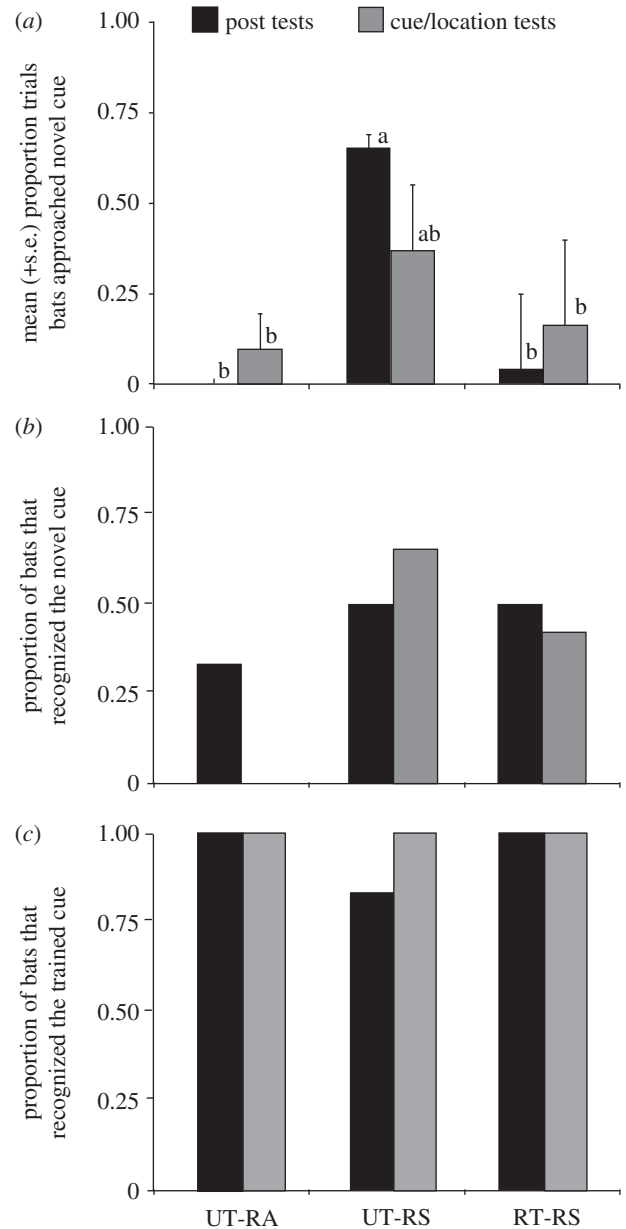 (a)
post tests
cue/location tests
mean (+s.e.) proportion trials
bats approached novel cue
1.00
0.75
0.50
0.25
0
b
b
a
ab
b
b
(b)
proportion of bats that
recognized the novel cue
1.00
0.75
0.50
0.25
0
(c)
proportion of bats that
recognized the trained cue
1.00
0.75
0.50
0.25
0
UT-RA
UT-RS
RT-RS